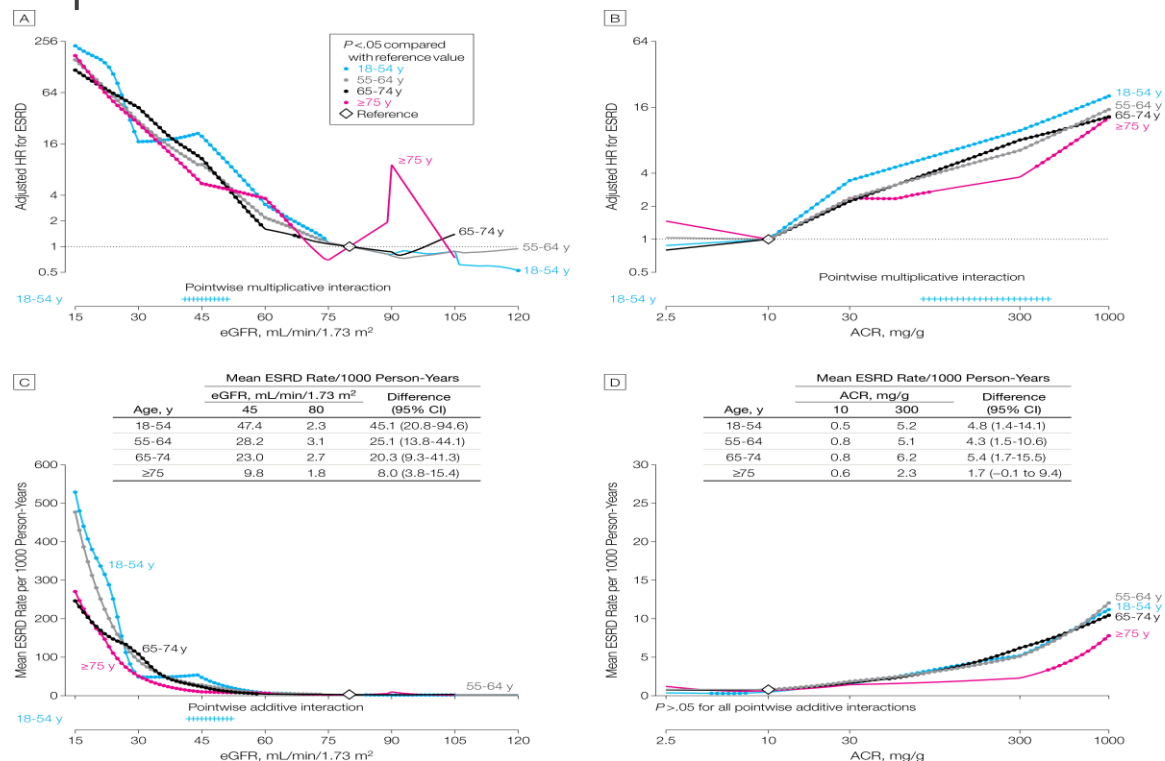 A
Adjusted HR for ESRD
256
64
16
4
2
1
0.5
P<.05 compared
with reference value
18-54 y
55-64 y
65-74 y
≥75 y
Reference
≥75 y
65-74 y
55-64 y
18-54 y
Pointwise multiplicative interaction
18-54 y
15 30 45 60 75 90 105 120
eGFR, mL/min/1.73 m²
B
Adjusted HR for ESRD
64
16
4
2
1
0.5
18-54 y
55-64 y
65-74 y
≥75 y
Pointwise multiplicative interaction
18-54 y
2.5 10 30 300 1000
ACR, mg/g
C
Mean ESRD Rate/1000 Person-Years
eGFR, mL/min/1.73 m² Difference
Age, y 45 80 (95% CI)
18-54 47.4 2.3 45.1 (20.8-94.6)
55-64 28.2 3.1 25.1 (13.8-44.1)
65-74 23.0 2.7 20.3 (9.3-41.3)
≥75 9.8 1.8 8.0 (3.8-15.4)
Mean ESRD Rate per 1000 Person-Years
600
500
400
300
200
100
0
18-54 y
65-74 y
≥75 y
55-64 y
Pointwise additive interaction
18-54 y
15 30 45 60 75 90 105 120
eGFR, mL/min/1.73 m²
D
Mean ESRD Rate/1000 Person-Years
ACR, mg/g Difference
Age, y 10 300 (95% CI)
18-54 0.5 5.2 4.8 (1.4-14.1)
55-64 0.8 5.1 4.3 (1.5-10.6)
65-74 0.8 6.2 5.4 (1.7-15.5)
≥75 0.6 2.3 1.7 (−0.1 to 9.4)
Mean ESRD Rate per 1000 Person-Years
30
25
20
15
10
5
0
55-64 y
18-54 y
65-74 y
≥75 y
P>.05 for all pointwise additive interactions
2.5 10 30 300 1000
ACR, mg/g